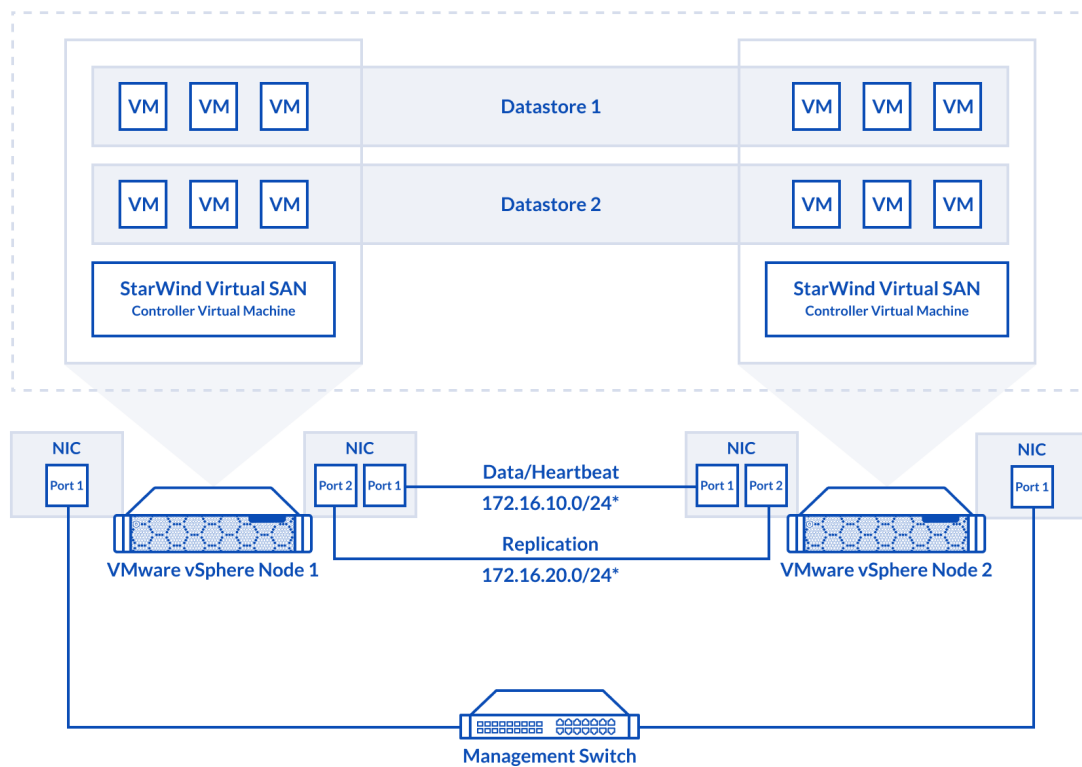 VM VM VM Datastore 1 VM VM VM
VM VM VM Datastore 2 VM VM VM
StarWind Virtual SAN
Controller Virtual Machine
StarWind Virtual SAN
Controller Virtual Machine
NIC
Port 1
NIC
Port 2 Port 1
Data/Heartbeat
172.16.10.0/24*
NIC
Port 1 Port 2
NIC
Port 1
Replication
172.16.20.0/24*
VMware vSphere Node 1
VMware vSphere Node 2
Management Switch